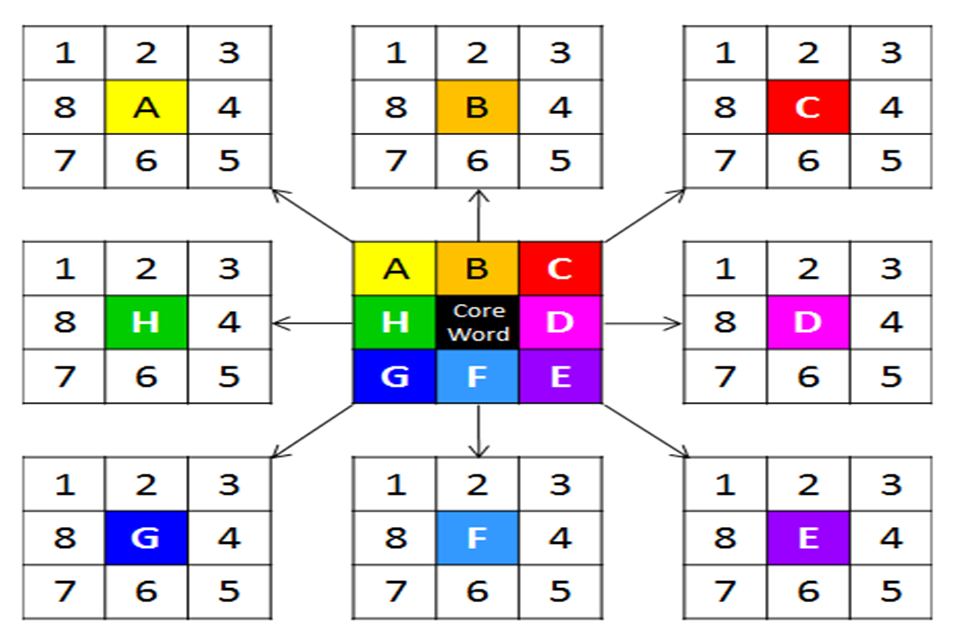 1 2 3 1 2 3 1 2 3
8 A 4 8 B 4 8 C 4
7 6 5 7 6 5 7 6 5
1 2 3 A B C 1 2 3
8 H 4 H Core Word D 8 D 4
7 6 5 G F E 7 6 5
1 2 3 1 2 3 1 2 3
8 G 4 8 F 4 8 E 4
7 6 5 7 6 5 7 6 5